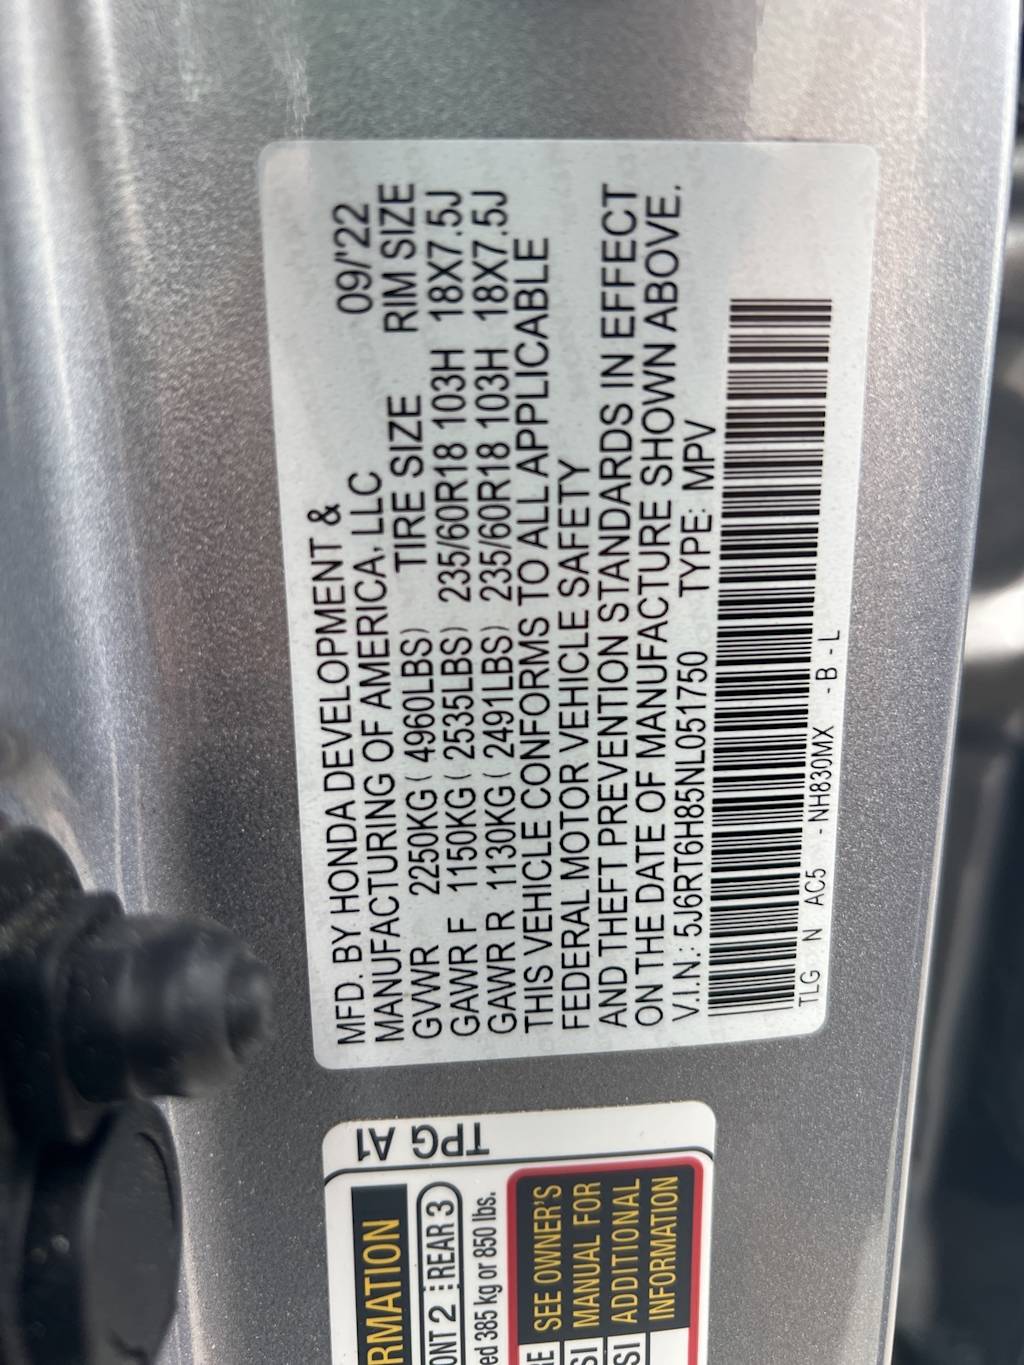 MFD. BY HONDA DEVELOPMENT &
MANUFACTURING OF AMERICA, LLC 09/'22
GVWR 2250KG ( 4960LBS) TIRE SIZE RIM SIZE
GAWR F 1150KG ( 2535LBS) 235/60R18 103H 18X7.5J
GAWR R 1130KG ( 2491LBS) 235/60R18 103H 18X7.5J
THIS VEHICLE CONFORMS TO ALL APPLICABLE
FEDERAL MOTOR VEHICLE SAFETY
AND THEFT PREVENTION STANDARDS IN EFFECT
ON THE DATE OF MANUFACTURE SHOWN ABOVE.
V.I.N.: 5J6RT6H85NL051750 TYPE: MPV
TLG N AC5 -NH830MX -B -L
TPG A1
RMATION
ONT 2 REAR 3
ed 385 kg or 850 lbs.
SEE OWNER'S
MANUAL FOR
ADDITIONAL
INFORMATION
RE
SI
SI